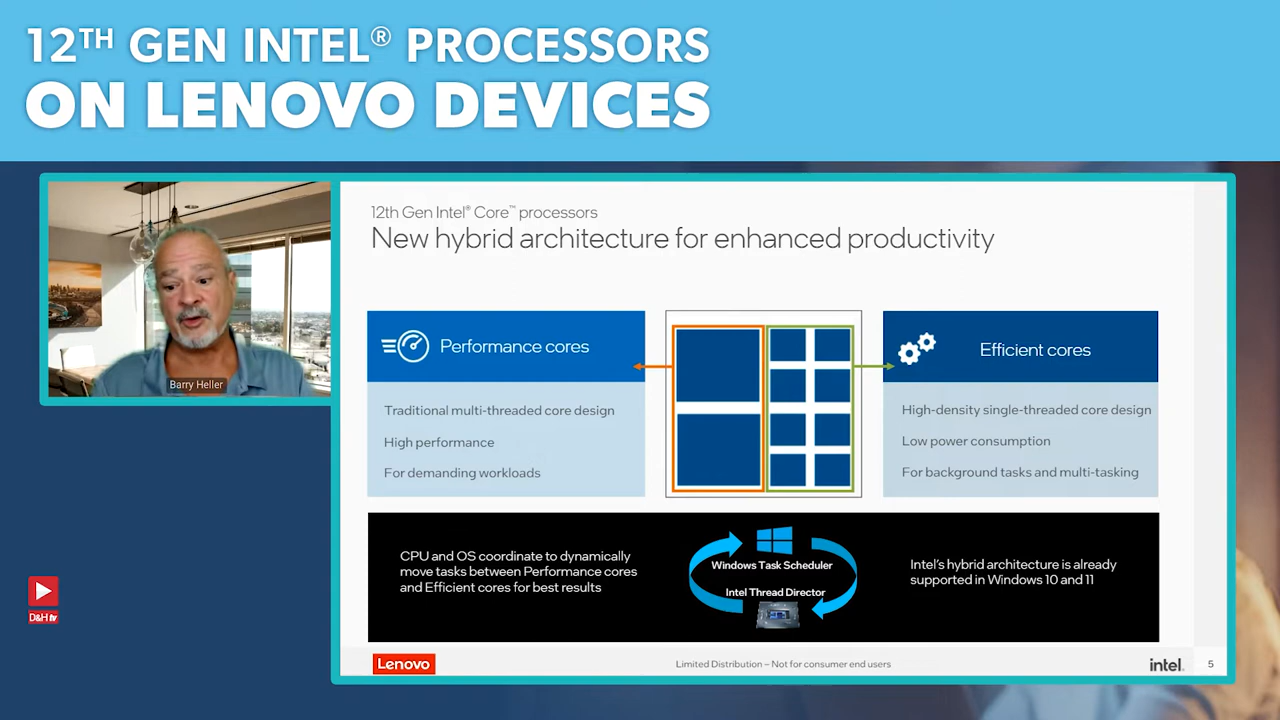 12TH GEN INTEL® PROCESSORS
ON LENOVO DEVICES
Barry Heller
12th Gen Intel® Core™ processors
New hybrid architecture for enhanced productivity
Performance cores
Traditional multi-threaded core design
High performance
For demanding workloads
Efficient cores
High-density single-threaded core design
Low power consumption
For background tasks and multi-tasking
CPU and OS coordinate to dynamically
move tasks between Performance cores
and Efficient cores for best results
Windows Task Scheduler
Intel Thread Director
Intel's hybrid architecture is already
supported in Windows 10 and 11
D&H tv
Lenovo
Limited Distribution – Not for consumer end users
intel.
5